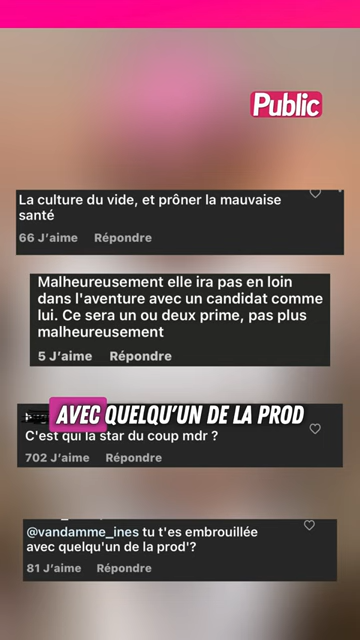 Public
La culture du vide, et prôner la mauvaise
santé
66 J’aime Répondre
Malheureusement elle ira pas en loin
dans l'aventure avec un candidat comme
lui. Ce sera un ou deux prime, pas plus
malheureusement
5 J’aime Répondre
AVEC QUELQU’UN DE LA PROD
C'est qui la star du coup mdr ?
702 J’aime Répondre
@vandamme_ines tu t'es embrouillée
avec quelqu'un de la prod'?
81 J’aime Répondre